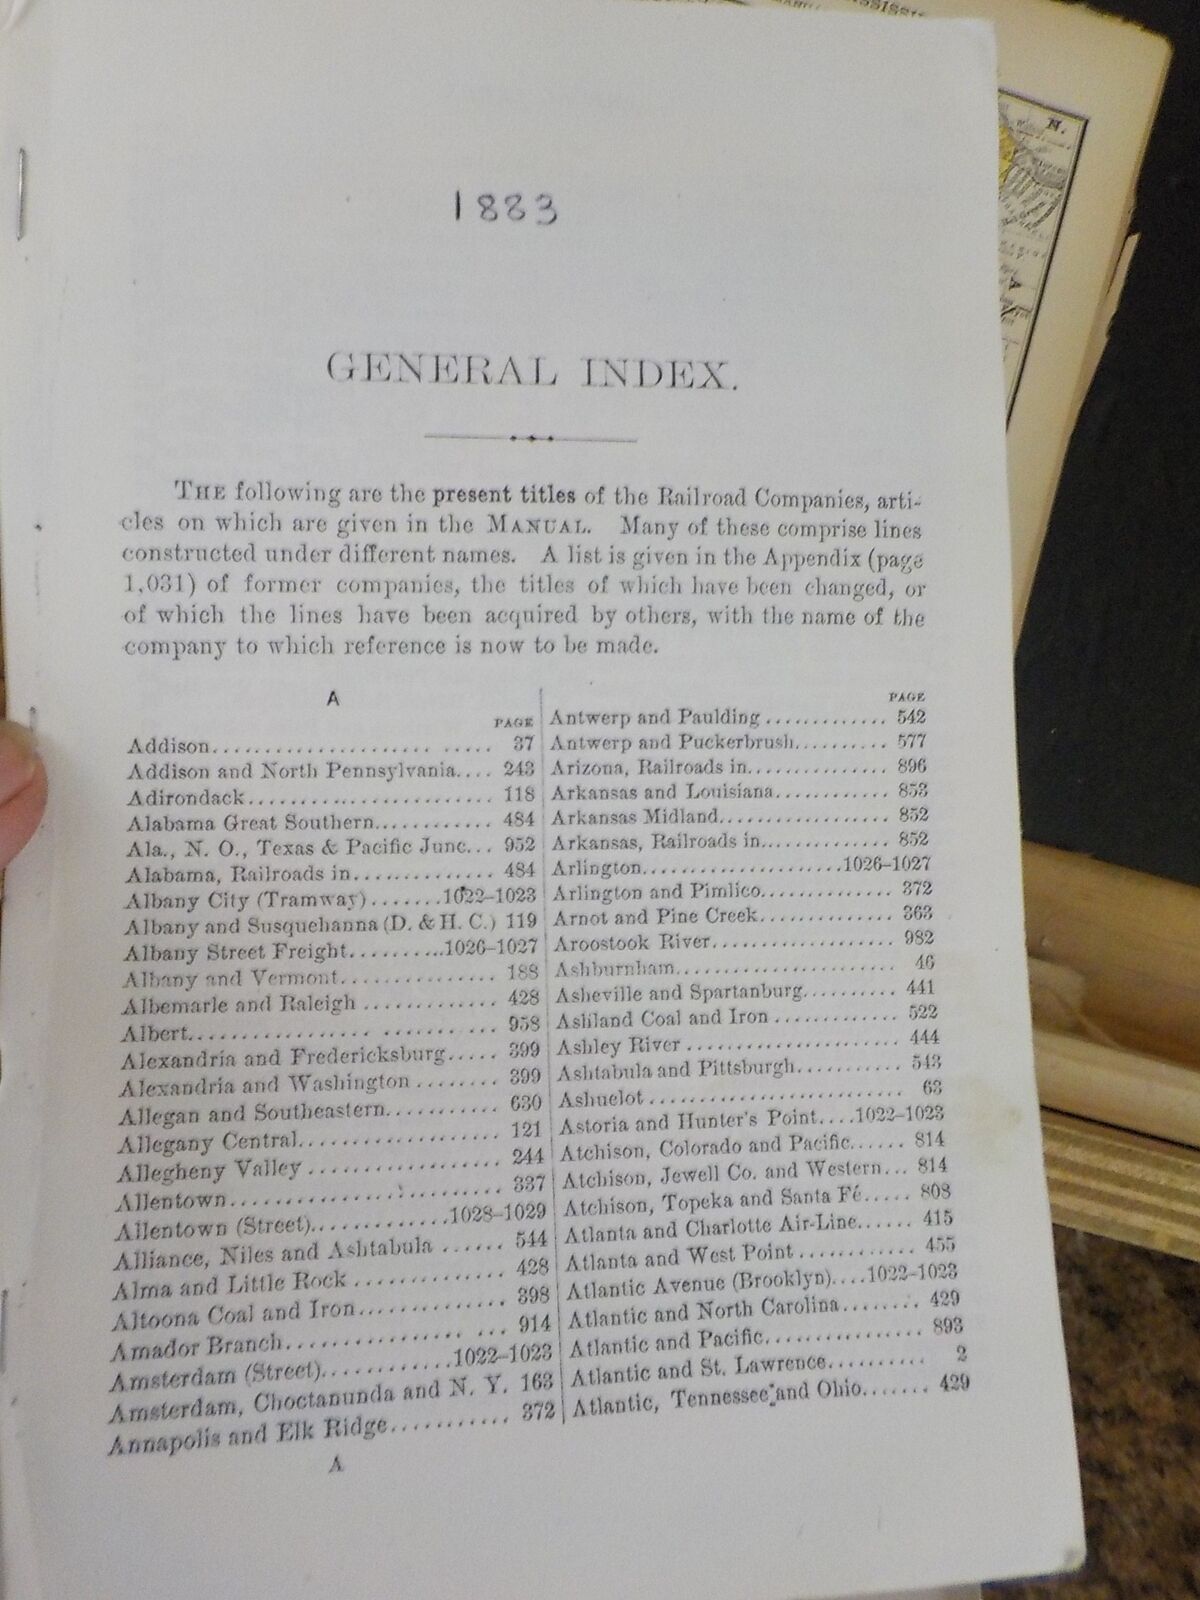 1883
GENERAL INDEX.
THE following are the present titles of the Railroad Companies, arti-
cles on which are given in the MANUAL. Many of these comprise lines
constructed under different names. A list is given in the Appendix (page
1,031) of former companies, the titles of which have been changed, or
of which the lines have been acquired by others, with the name of the
company to which reference is now to be made.
A
PAGE
Addison..................... ..... 37
Addison and North Pennsylvania.... 243
Adirondack........................ 118
Alabama Great Southern............ 484
Ala., N. O., Texas & Pacific Junc... 952
Alabama, Railroads in.............. 484
Albany City (Tramway).......1022–1023
Albany and Susquehanna (D. & H. C.) 119
Albany Street Freight..........1026–1027
Albany and Vermont................ 188
Albemarle and Raleigh ............. 428
Albert.................. ........ ... 958
Alexandria and Fredericksburg..... 399
Alexandria and Washington ........ 399
Allegan and Southeastern........... 630
Allegany Central................... 121
Allegheny Valley .................. 244
Allentown.......................... 337
Allentown (Street).............1028–1029
Alliance, Niles and Ashtabula ...... 544
Alma and Little Rock .............. 428
Altoona Coal and Iron.............. 398
Amador Branch................ ... 914
Amsterdam (Street)............1022–1023
Amsterdam, Choctanunda and N. Y. 163
Annapolis and Elk Ridge........... 372
A
PAGE
Antwerp and Paulding ............. 542
Antwerp and Puckerbrush.......... 577
Arizona, Railroads in............... 896
Arkansas and Louisiana............ 853
Arkansas Midland................. 852
Arkansas, Railroads in............. 852
Arlington.....................1026–1027
Arlington and Pimlico.............. 372
Arnot and Pine Creek.............. 363
Aroostook River................... 982
Ashburnham....................... 46
Asheville and Spartanburg.......... 441
Ashland Coal and Iron ............. 522
Ashley River ...................... 444
Ashtabula and Pittsburgh........... 543
Ashuelot.......................... 63
Astoria and Hunter's Point....1022–1023
Atchison, Colorado and Pacific...... 814
Atchison, Jewell Co. and Western... 814
Atchison, Topeka and Santa Fé..... 808
Atlanta and Charlotte Air-Line...... 415
Atlanta and West Point ............ 455
Atlantic Avenue (Brooklyn)....1022–1023
Atlantic and North Carolina........ 429
Atlantic and Pacific................ 893
Atlantic and St. Lawrence.......... 2
Atlantic, Tennessee and Ohio....... 429